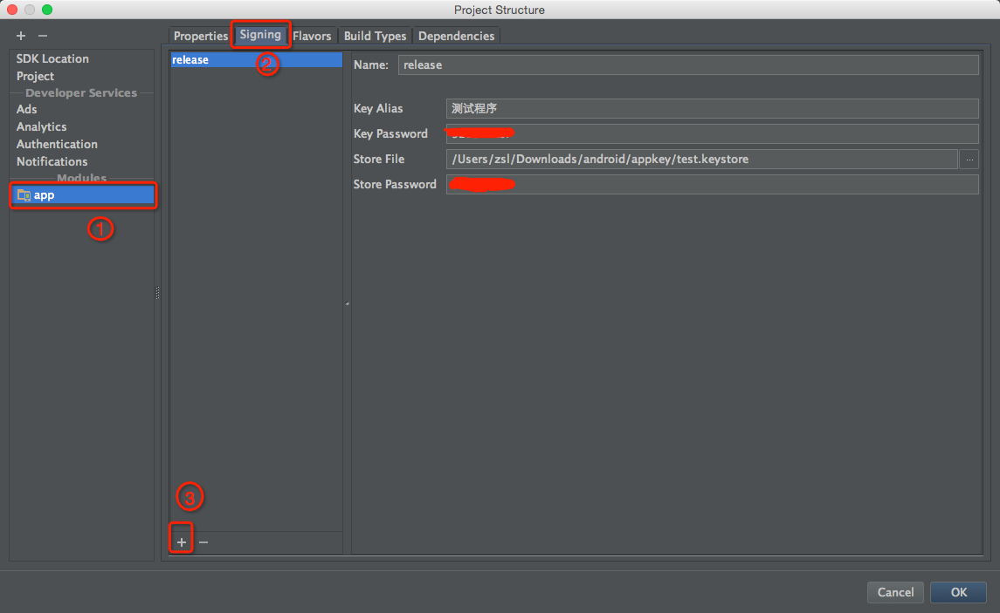 Project Structure
SDK Location
Project
Developer Services
Ads
Analytics
Authentication
Notifications
Modules
app
①
Properties Signing Flavors Build Types Dependencies
②
release
③
Name: release
Key Alias 测试程序
Key Password
Store File /Users/zsl/Downloads/android/appkey/test.keystore ...
Store Password
Cancel OK